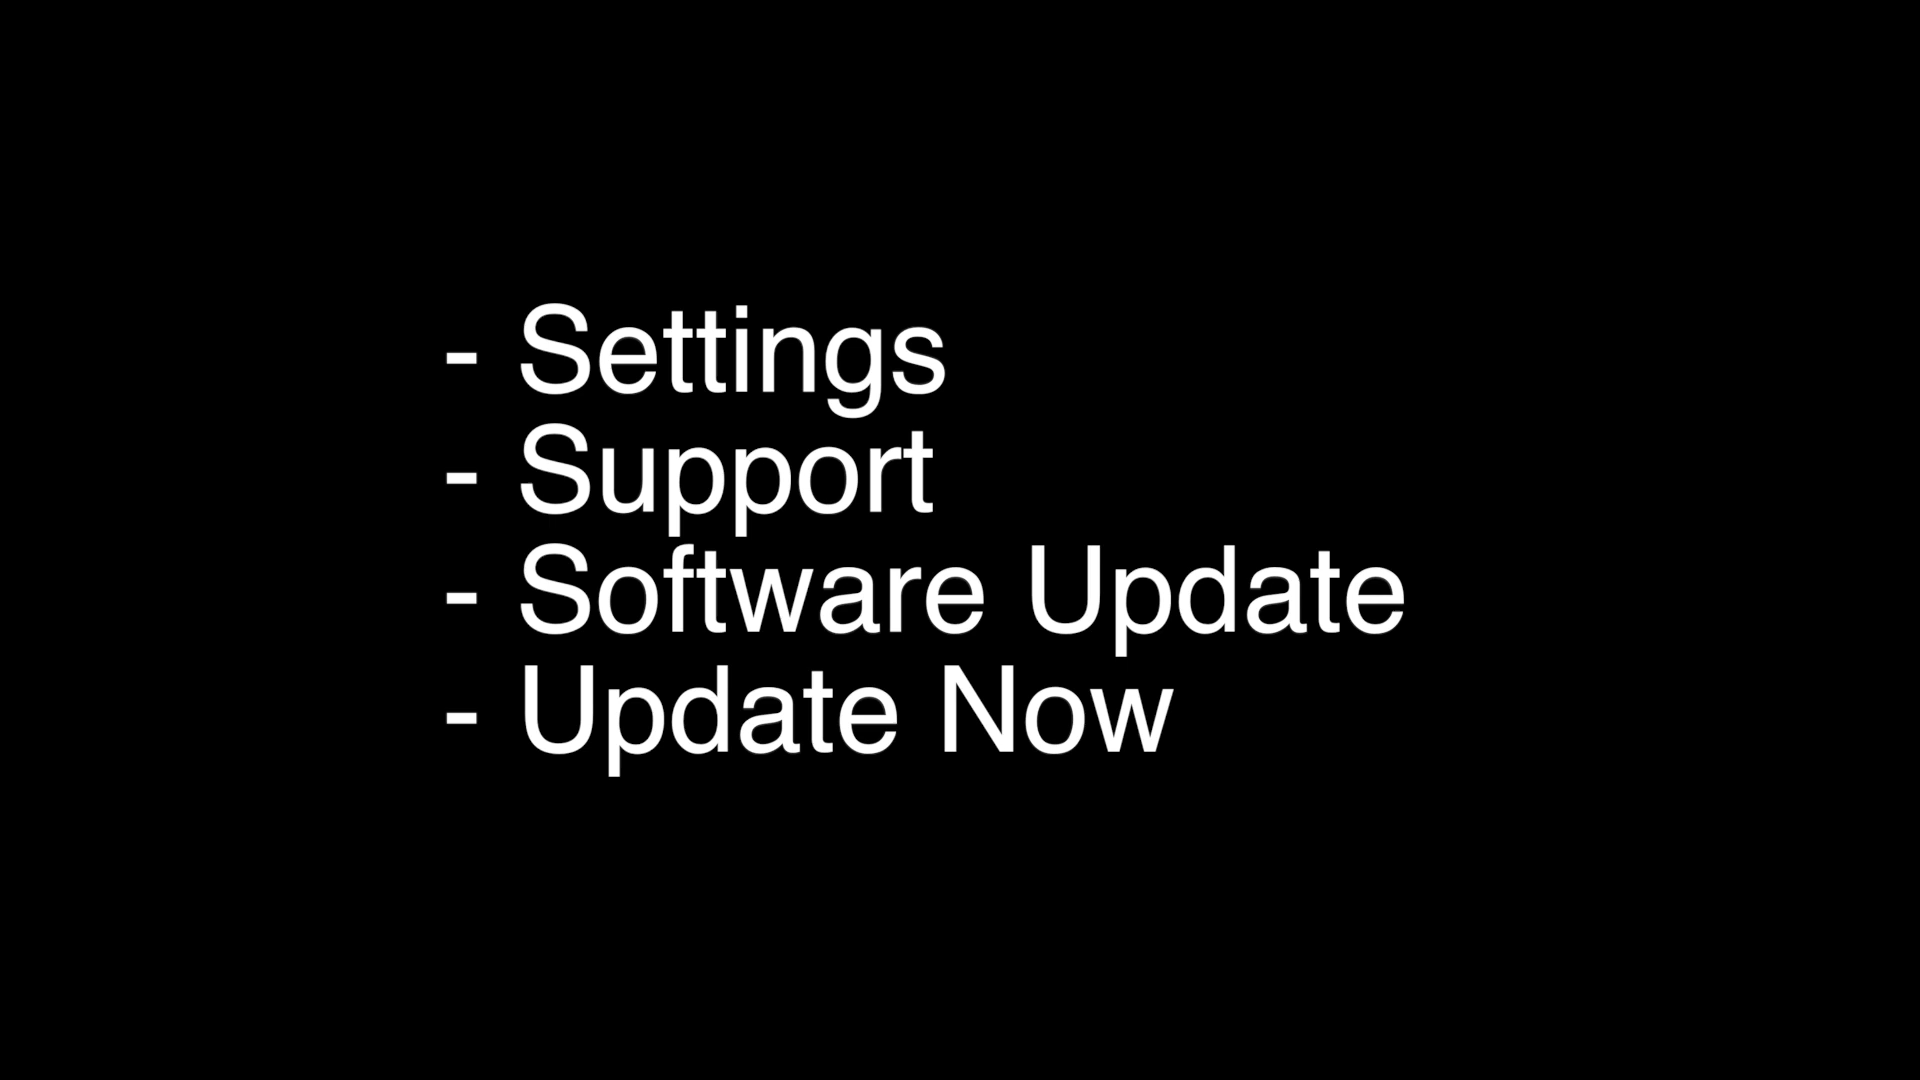 - Settings
- Support
- Software Update
- Update Now